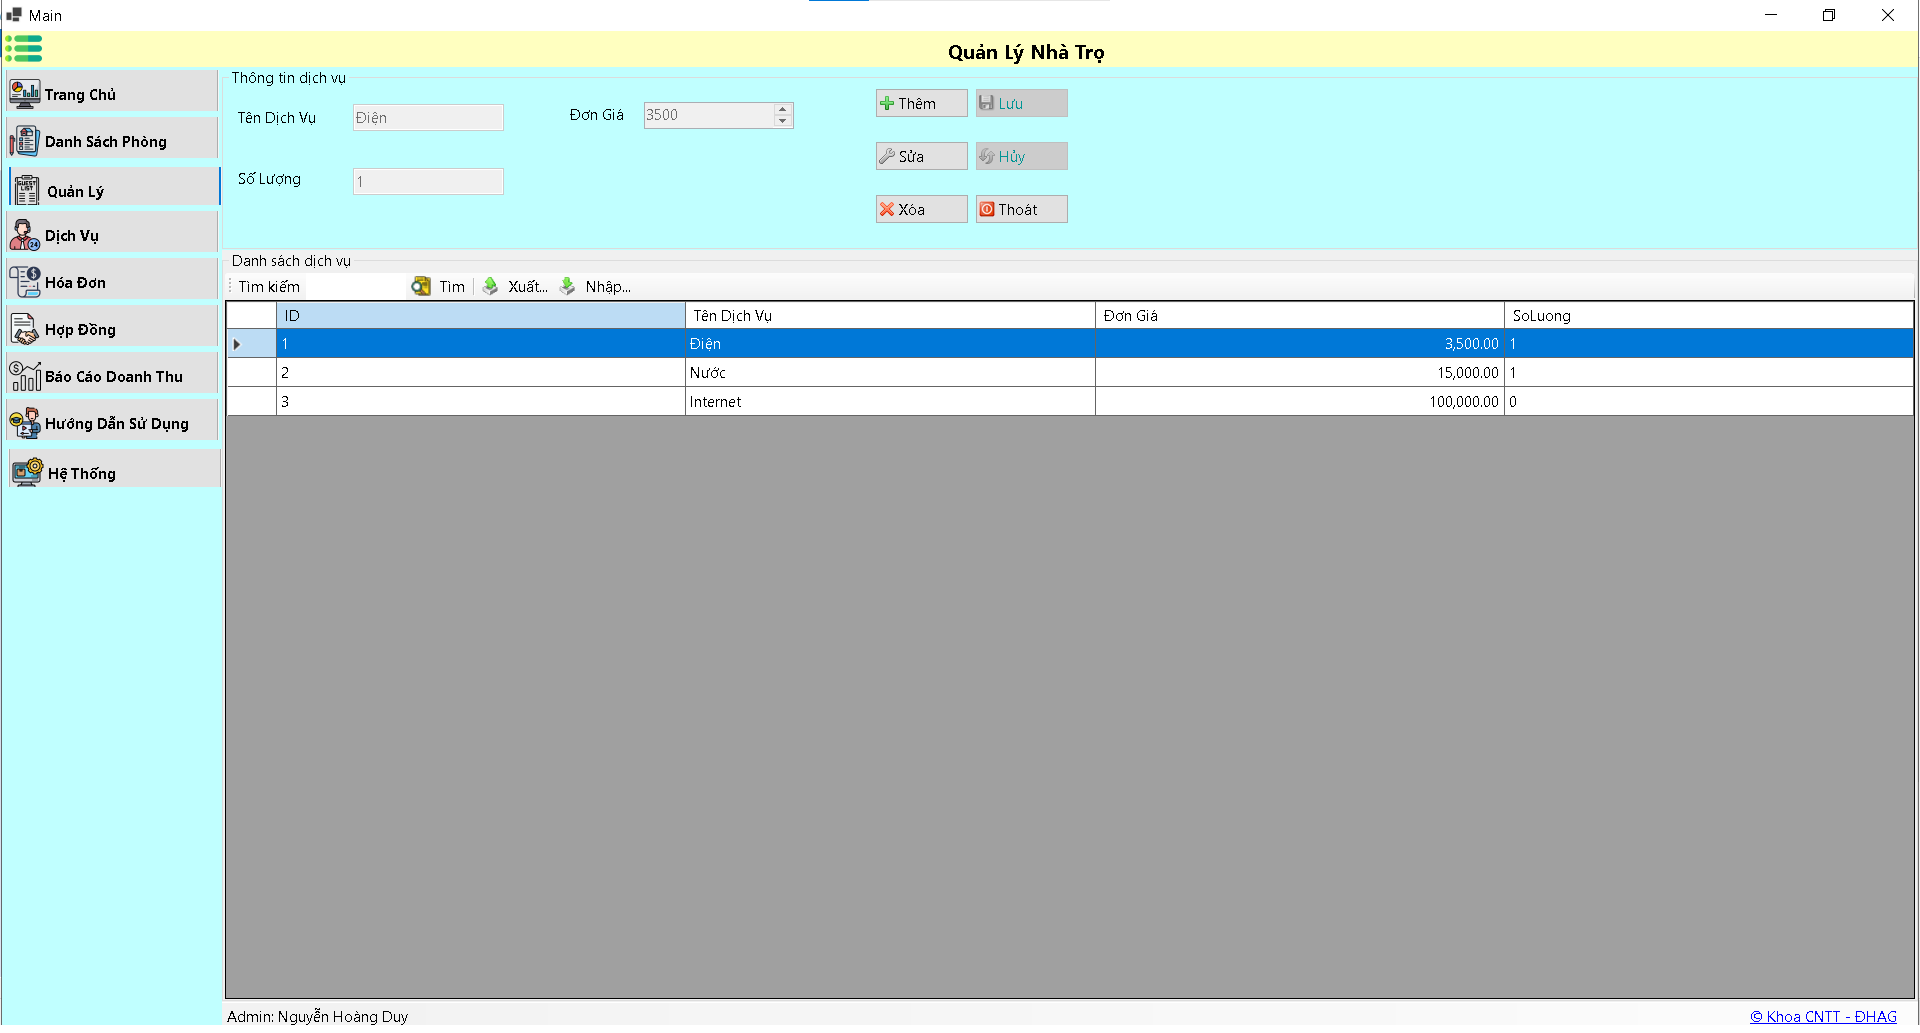 Main
Quản Lý Nhà Trọ
Trang Chủ
Danh Sách Phòng
Quản Lý
Dịch Vụ
Hóa Đơn
Hợp Đồng
Báo Cáo Doanh Thu
Hướng Dẫn Sử Dụng
Hệ Thống
Thông tin dịch vụ
Tên Dịch Vụ Điện Đơn Giá 3500
Số Lượng 1
Thêm Lưu
Sửa Hủy
Xóa Thoát
Danh sách dịch vụ
Tìm kiếm Tìm Xuất... Nhập...
ID Tên Dịch Vụ Đơn Giá SoLuong
1 Điện 3,500.00 1
2 Nước 15,000.00 1
3 Internet 100,000.00 0
Admin: Nguyễn Hoàng Duy
© Khoa CNTT - ĐHAG